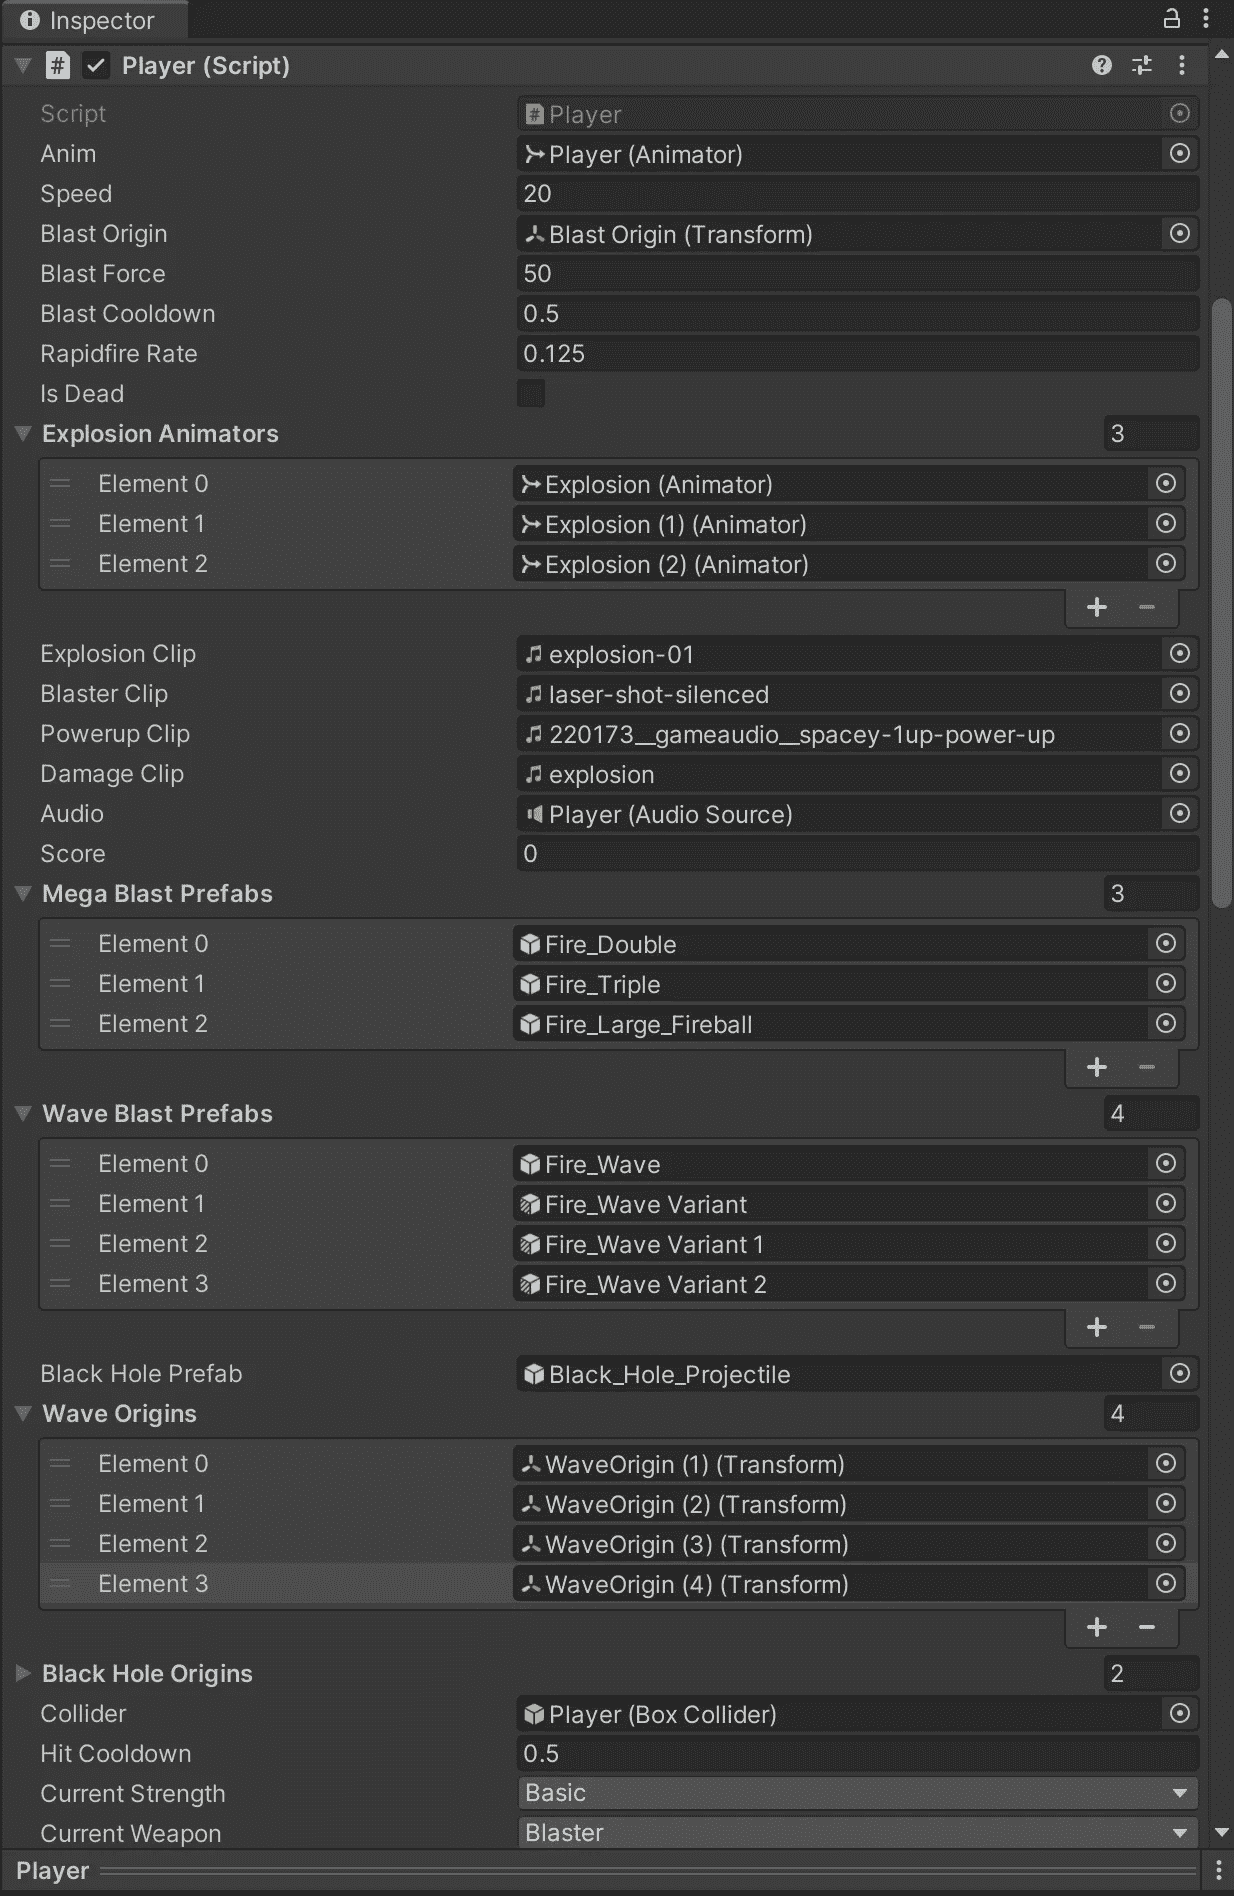 Inspector
Player (Script)
Script Player
Anim Player (Animator)
Speed 20
Blast Origin Blast Origin (Transform)
Blast Force 50
Blast Cooldown 0.5
Rapidfire Rate 0.125
Is Dead
Explosion Animators 3
Element 0 Explosion (Animator)
Element 1 Explosion (1) (Animator)
Element 2 Explosion (2) (Animator)
Explosion Clip explosion-01
Blaster Clip laser-shot-silenced
Powerup Clip 220173__gameaudio__spacey-1up-power-up
Damage Clip explosion
Audio Player (Audio Source)
Score 0
Mega Blast Prefabs 3
Element 0 Fire_Double
Element 1 Fire_Triple
Element 2 Fire_Large_Fireball
Wave Blast Prefabs 4
Element 0 Fire_Wave
Element 1 Fire_Wave Variant
Element 2 Fire_Wave Variant 1
Element 3 Fire_Wave Variant 2
Black Hole Prefab Black_Hole_Projectile
Wave Origins 4
Element 0 WaveOrigin (1) (Transform)
Element 1 WaveOrigin (2) (Transform)
Element 2 WaveOrigin (3) (Transform)
Element 3 WaveOrigin (4) (Transform)
Black Hole Origins 2
Collider Player (Box Collider)
Hit Cooldown 0.5
Current Strength Basic
Current Weapon Blaster
Player